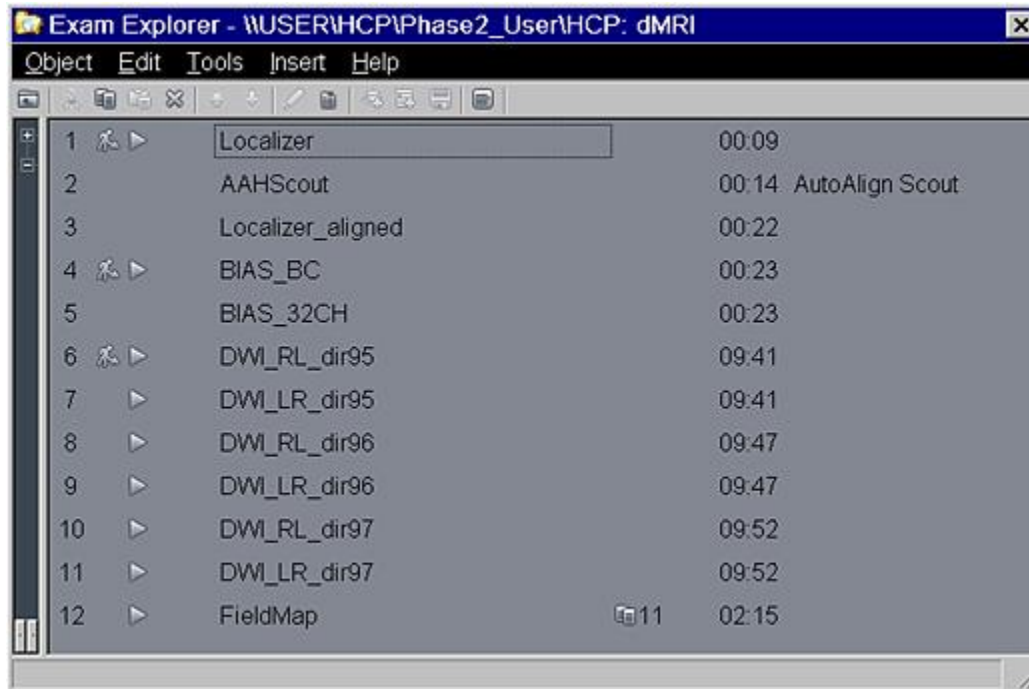 Exam Explorer - \\USER\HCP\Phase2_User\HCP: dMRI
Object Edit Tools Insert Help
1 Localizer 00:09
2 AAHScout 00:14 AutoAlign Scout
3 Localizer_aligned 00:22
4 BIAS_BC 00:23
5 BIAS_32CH 00:23
6 DWI_RL_dir95 09:41
7 DWI_LR_dir95 09:41
8 DWI_RL_dir96 09:47
9 DWI_LR_dir96 09:47
10 DWI_RL_dir97 09:52
11 DWI_LR_dir97 09:52
12 FieldMap 11 02:15